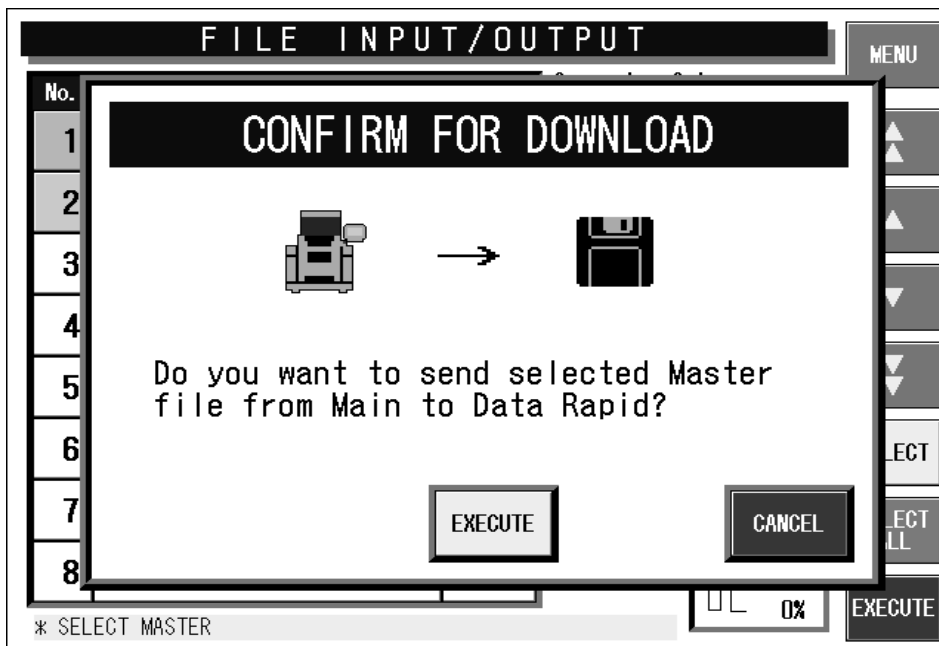 FILE INPUT/OUTPUT
MENU
No.
CONFIRM FOR DOWNLOAD
1
2
3
4
5
6
7
8
Do you want to send selected Master
file from Main to Data Rapid?
EXECUTE
CANCEL
0%
EXECUTE
* SELECT MASTER